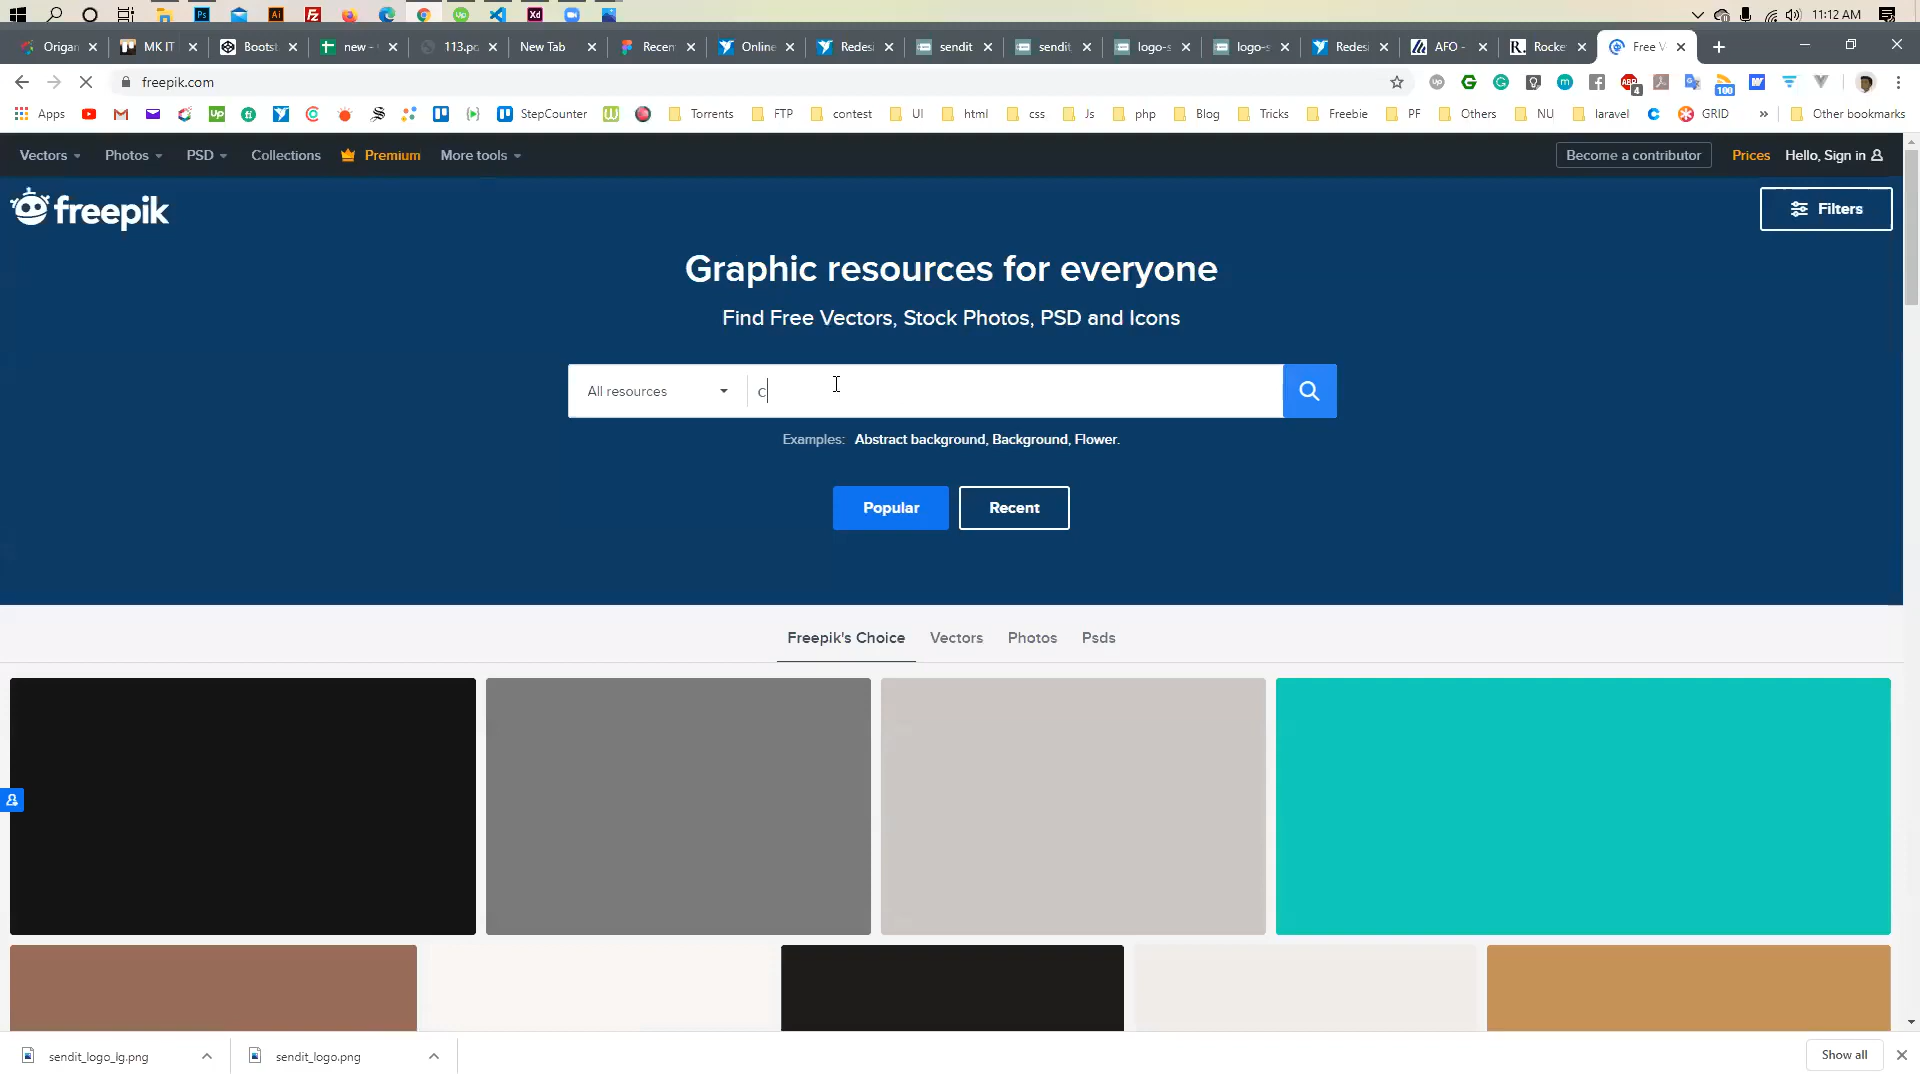 11:12 AM
Origan
MK IT
Bootst
new -
113.pc
New Tab
Recen
Online
Redesi
sendit
sendit
logo-s
logo-s
Redesi
AFO -
Rocke
Free V
freepik.com
Apps
StepCounter
Torrents
FTP
contest
UI
html
css
Js
php
Blog
Tricks
Freebie
PF
Others
NU
laravel
GRID
Other bookmarks
Vectors
Photos
PSD
Collections
Premium
More tools
Become a contributor
Prices
Hello, Sign in
freepik
Filters
Graphic resources for everyone
Find Free Vectors, Stock Photos, PSD and Icons
All resources
c
Examples: Abstract background, Background, Flower.
Popular
Recent
Freepik's Choice
Vectors
Photos
Psds
sendit_logo_lg.png
sendit_logo.png
Show all